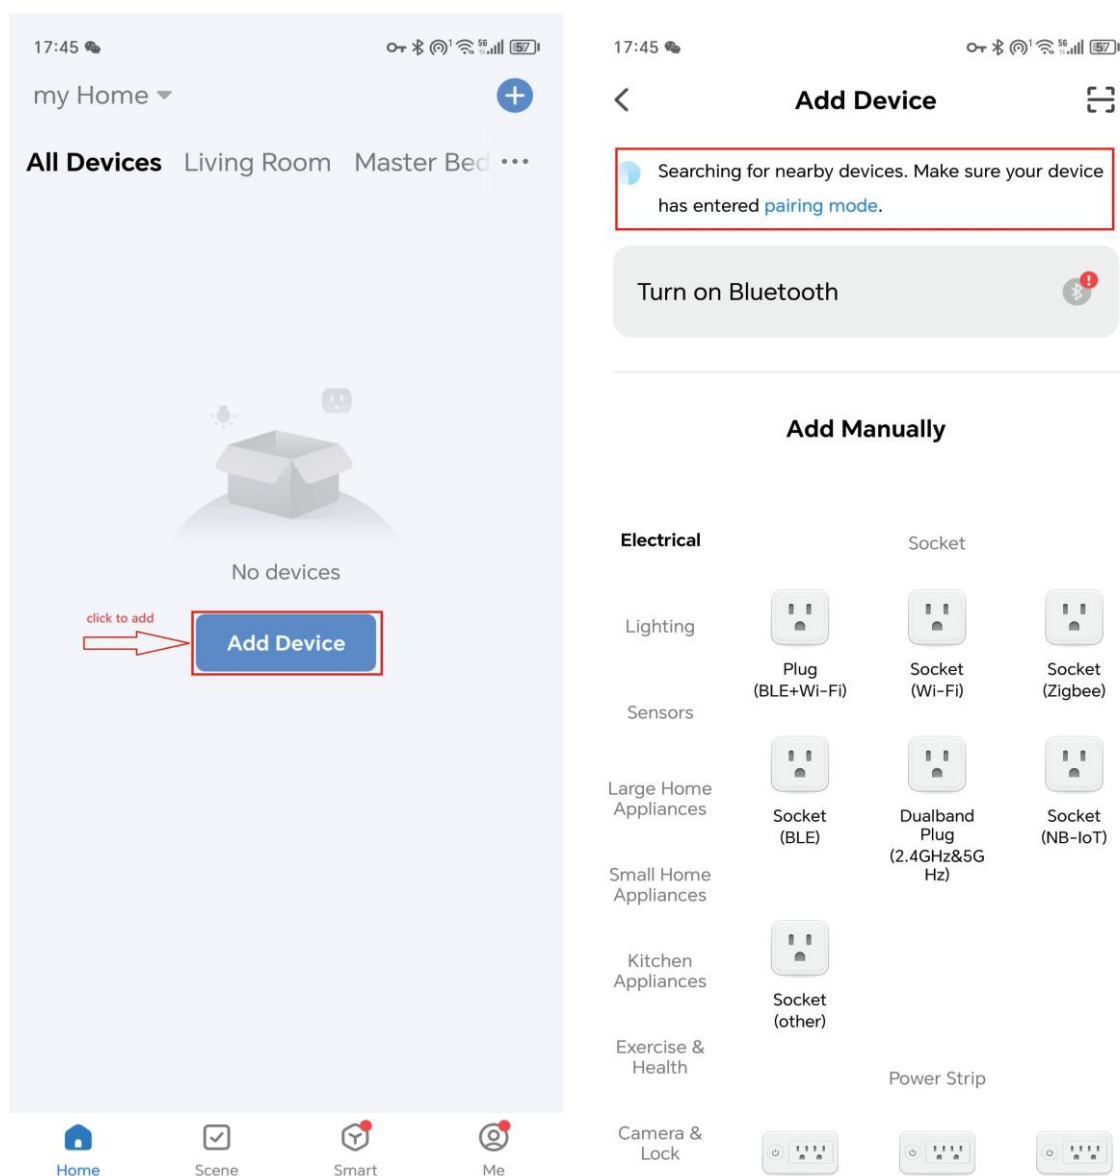 17:45
57
my Home
All Devices Living Room Master Bed ...
No devices
click to add
Add Device
Home Scene Smart Me
17:45
57
Add Device
Searching for nearby devices. Make sure your device
has entered pairing mode.
Turn on Bluetooth
Add Manually
Electrical
Lighting
Sensors
Large Home
Appliances
Small Home
Appliances
Kitchen
Appliances
Exercise &
Health
Camera &
Lock
Socket
Plug
(BLE+Wi-Fi)
Socket
(Wi-Fi)
Socket
(Zigbee)
Socket
(BLE)
Dualband
Plug
(2.4GHz&5G
Hz)
Socket
(NB-IoT)
Socket
(other)
Power Strip